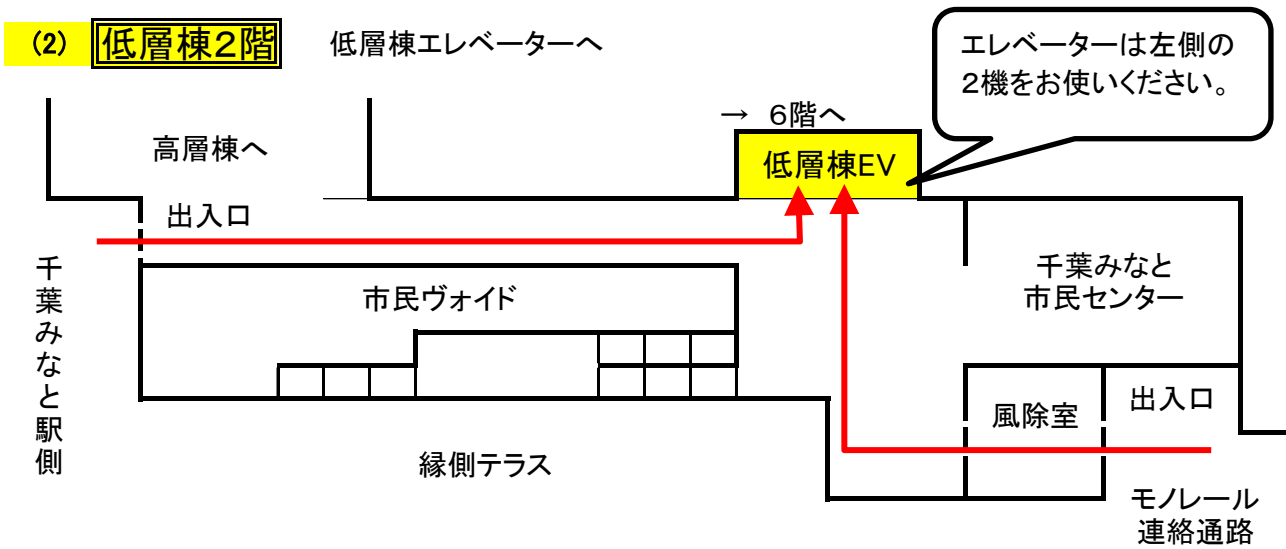 (2) 低層棟2階 低層棟エレベーターへ
エレベーターは左側の
2機をお使いください。
→ 6階へ
高層棟へ
低層棟EV
出入口
千葉みなと駅側
千葉みなと
市民センター
市民ヴォイド
風除室
出入口
縁側テラス
モノレール
連絡通路